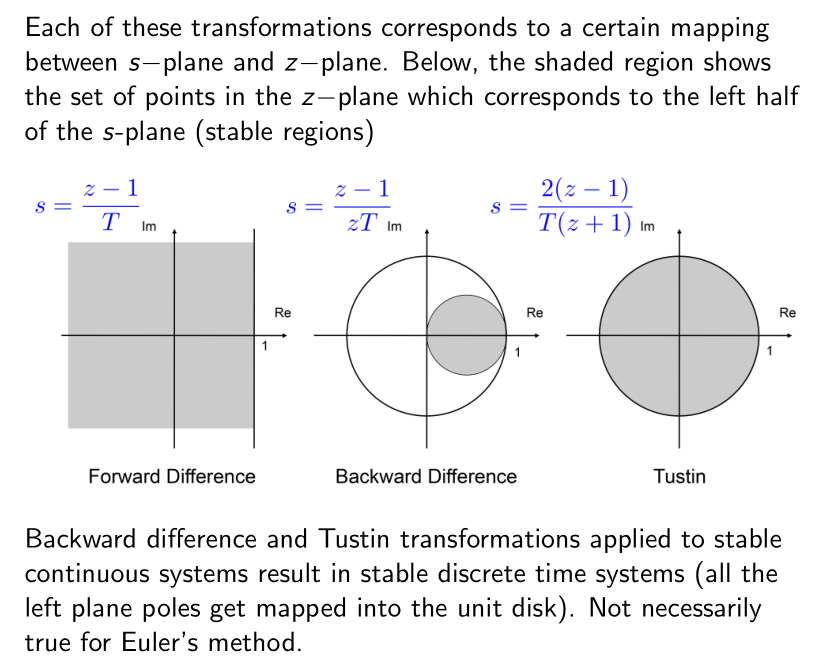 Each of these transformations corresponds to a certain mapping
between s−plane and z−plane. Below, the shaded region shows
the set of points in the z−plane which corresponds to the left half
of the s-plane (stable regions)
s = (z − 1)/T
s = (z − 1)/(zT)
s = 2(z − 1)/(T(z + 1))
Im
Re
1
Im
Re
1
Im
Re
1
Forward Difference
Backward Difference
Tustin
Backward difference and Tustin transformations applied to stable
continuous systems result in stable discrete time systems (all the
left plane poles get mapped into the unit disk). Not necessarily
true for Euler's method.